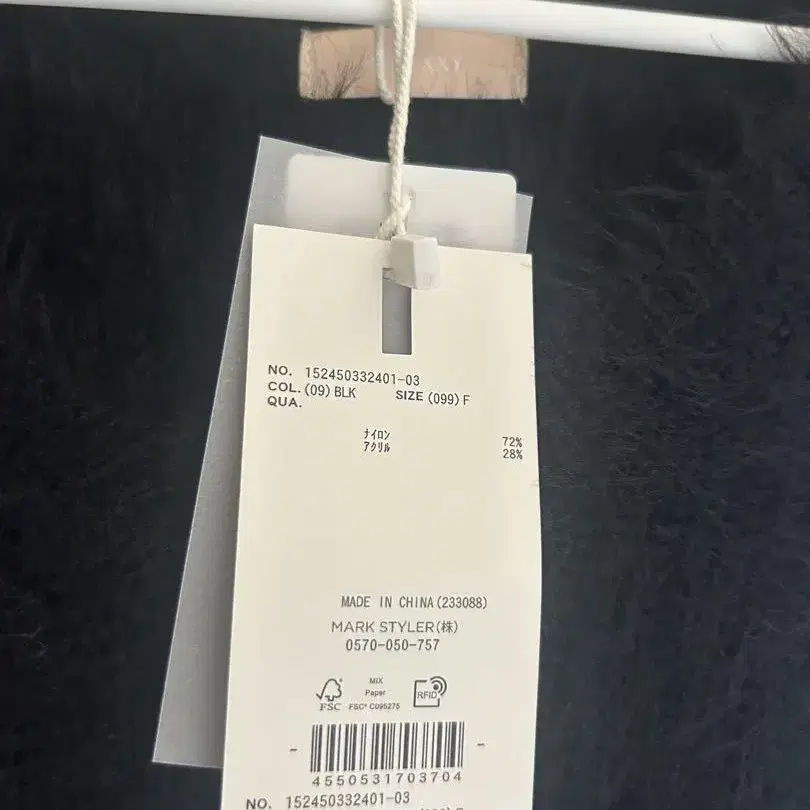 NO. 152450332401-03
COL.(09)BLK SIZE(099)F
QUA.
ナイロン 72%
アクリル 28%
MADE IN CHINA(233088)
MARK STYLER(株)
0570-050-757
MIX
Paper
FSC FSC® C095275
RFID
4550531703704
NO. 152450332401-03